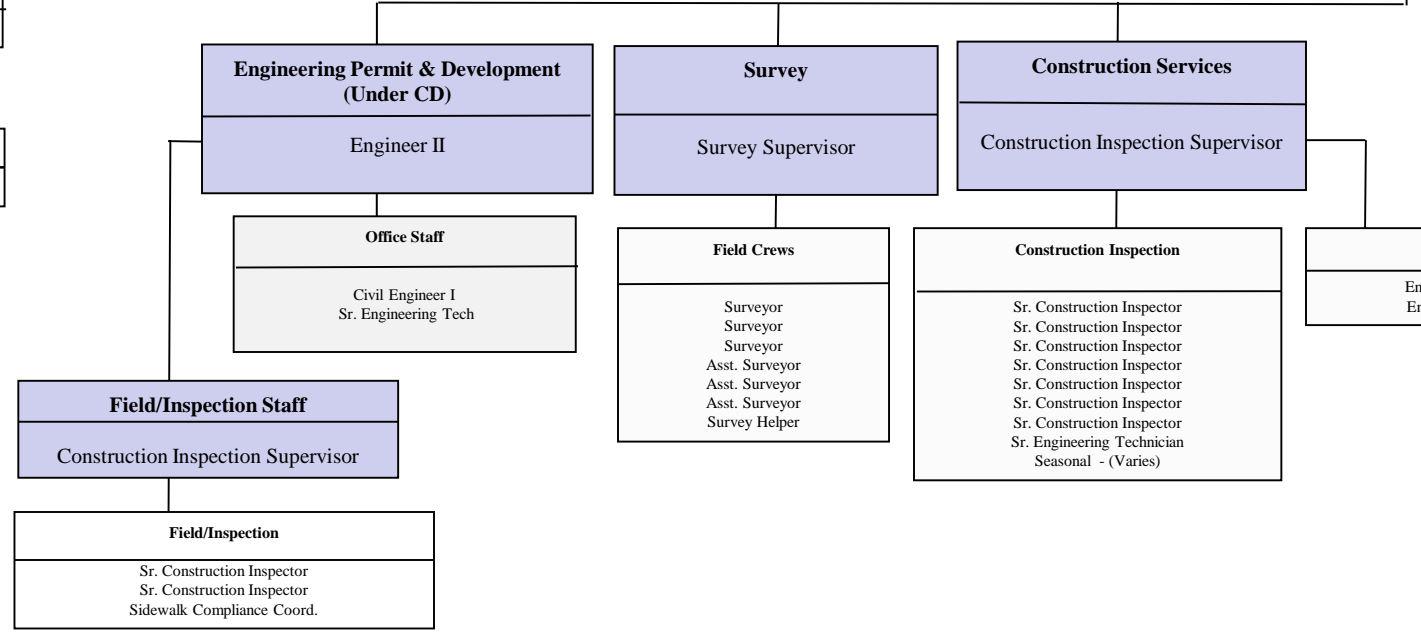 Engineering Permit & Development
(Under CD)
Engineer II
Survey
Survey Supervisor
Construction Services
Construction Inspection Supervisor
Office Staff
Civil Engineer I
Sr. Engineering Tech
Field Crews
Surveyor
Surveyor
Surveyor
Asst. Surveyor
Asst. Surveyor
Asst. Surveyor
Survey Helper
Construction Inspection
Sr. Construction Inspector
Sr. Construction Inspector
Sr. Construction Inspector
Sr. Construction Inspector
Sr. Construction Inspector
Sr. Construction Inspector
Sr. Construction Inspector
Sr. Engineering Technician
Seasonal - (Varies)
Field/Inspection Staff
Construction Inspection Supervisor
Field/Inspection
Sr. Construction Inspector
Sr. Construction Inspector
Sidewalk Compliance Coord.